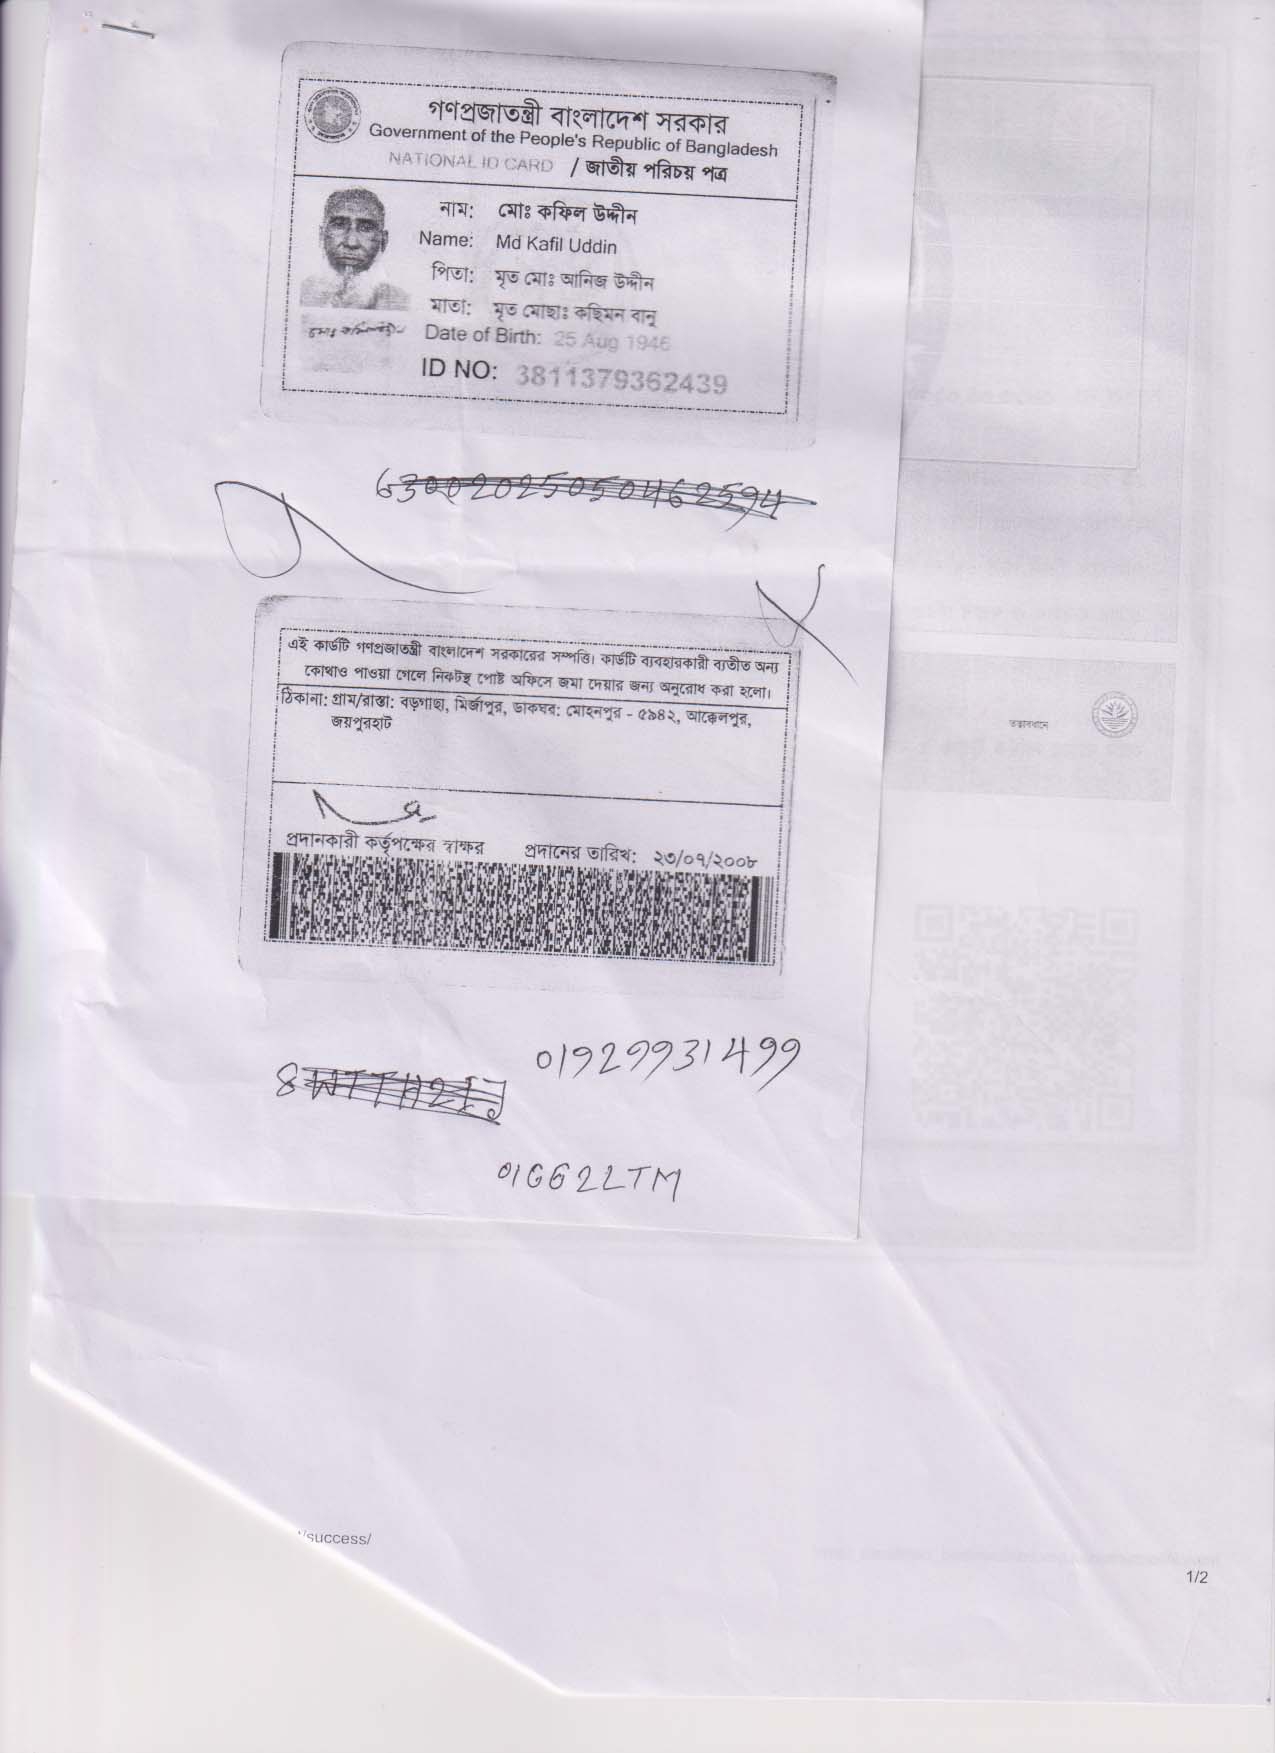 গণপ্রজাতন্ত্রী বাংলাদেশ সরকার
Government of the People's Republic of Bangladesh
NATIONAL ID CARD / জাতীয় পরিচয় পত্র
নাম: মোঃ কফিল উদ্দীন
Name: Md Kafil Uddin
পিতা: মৃত মোঃ আনিজ উদ্দীন
মাতা: মৃত মোছাঃ কছিমন বানু
Date of Birth: 25 Aug 1946
ID NO: 3811379362439
এই কার্ডটি গণপ্রজাতন্ত্রী বাংলাদেশ সরকারের সম্পত্তি। কার্ডটি ব্যবহারকারী ব্যতীত অন্য
কোথাও পাওয়া গেলে নিকটস্থ পোষ্ট অফিসে জমা দেয়ার জন্য অনুরোধ করা হলো।
ঠিকানা: গ্রাম/রাস্তা: বড়গাছা, মির্জাপুর, ডাকঘর: মোহনপুর - ৫৯৪২, আক্কেলপুর,
জয়পুরহাট
তত্ত্বাবধানে
প্রদানকারী কর্তৃপক্ষের স্বাক্ষর প্রদানের তারিখ: ২৩/০৭/২০০৮
01929931499
01G622LTM
/success/
1/2